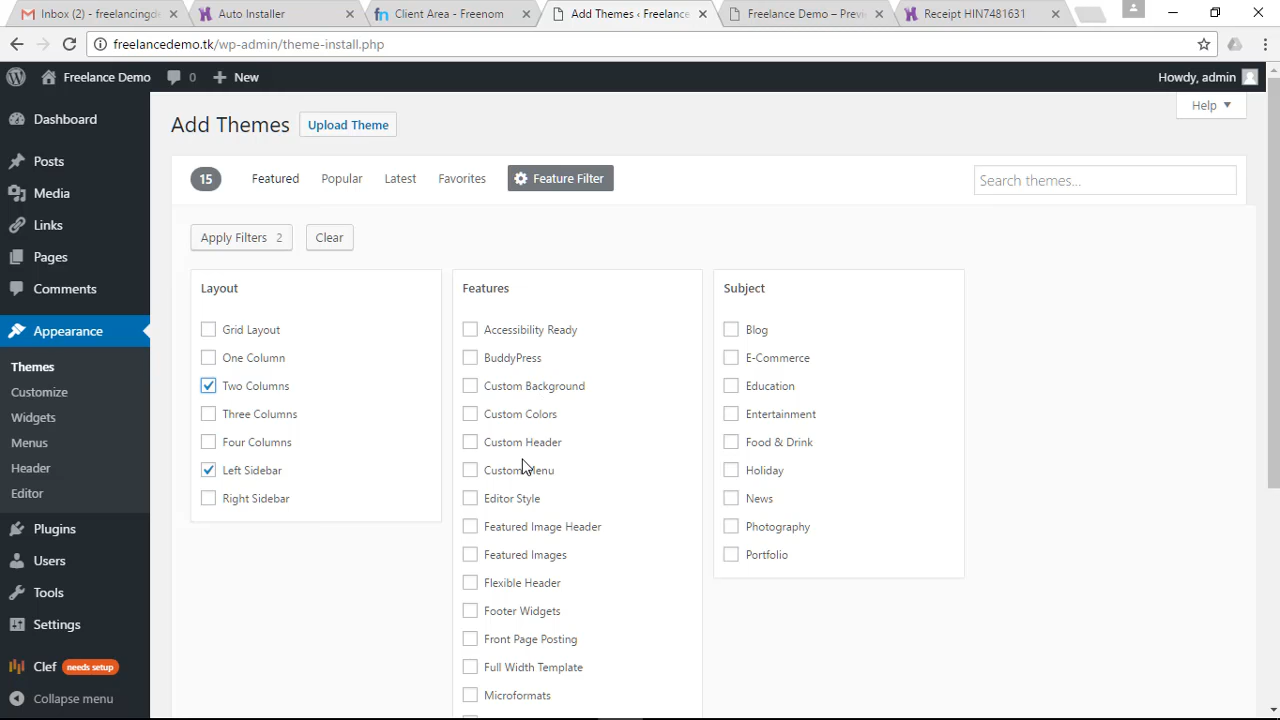 Inbox (2) - freelancingd
Auto Installer
Client Area - Freenom
Add Themes ‹ Freelance
Freelance Demo – Previ
Receipt HIN7481631
freelancedemo.tk/wp-admin/theme-install.php
Freelance Demo
0
New
Howdy, admin
Help
Dashboard
Posts
Media
Links
Pages
Comments
Appearance
Themes
Customize
Widgets
Menus
Header
Editor
Plugins
Users
Tools
Settings
Clef needs setup
Collapse menu
Add Themes
Upload Theme
15
Featured
Popular
Latest
Favorites
Feature Filter
Search themes...
Apply Filters 2
Clear
Layout
Grid Layout
One Column
Two Columns
Three Columns
Four Columns
Left Sidebar
Right Sidebar
Features
Accessibility Ready
BuddyPress
Custom Background
Custom Colors
Custom Header
Custom Menu
Editor Style
Featured Image Header
Featured Images
Flexible Header
Footer Widgets
Front Page Posting
Full Width Template
Microformats
Subject
Blog
E-Commerce
Education
Entertainment
Food & Drink
Holiday
News
Photography
Portfolio